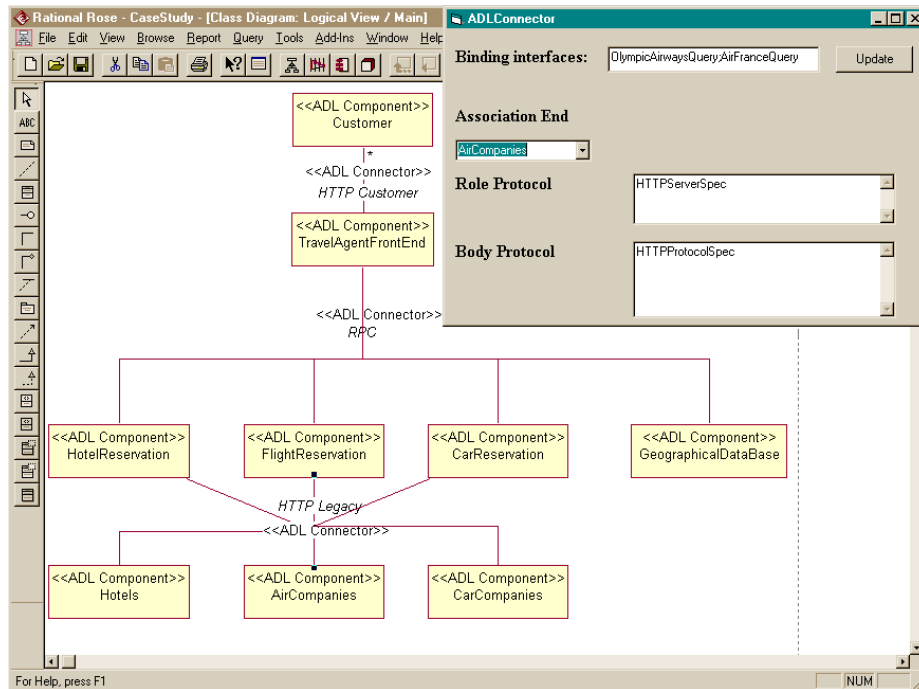 Rational Rose - CaseStudy - [Class Diagram: Logical View / Main]
File Edit View Browse Report Query Tools Add-Ins Window Help
ABC
<<ADL Component>>
Customer
*
<<ADL Connector>>
HTTP Customer
<<ADL Component>>
TravelAgentFrontEnd
<<ADL Connector>>
RPC
<<ADL Component>>
HotelReservation
<<ADL Component>>
FlightReservation
<<ADL Component>>
CarReservation
<<ADL Component>>
GeographicalDataBase
HTTP Legacy
<<ADL Connector>>
<<ADL Component>>
Hotels
<<ADL Component>>
AirCompanies
<<ADL Component>>
CarCompanies
ADLConnector
Binding interfaces: OlympicAirwaysQuery;AirFranceQuery Update
Association End
AirCompanies
Role Protocol HTTPServerSpec
Body Protocol HTTPProtocolSpec
For Help, press F1 NUM